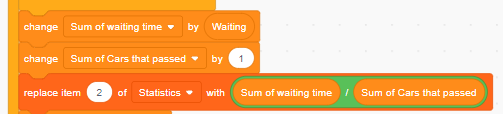 change Sum of waiting time by Waiting
change Sum of Cars that passed by 1
replace item 2 of Statistics with Sum of waiting time / Sum of Cars that passed